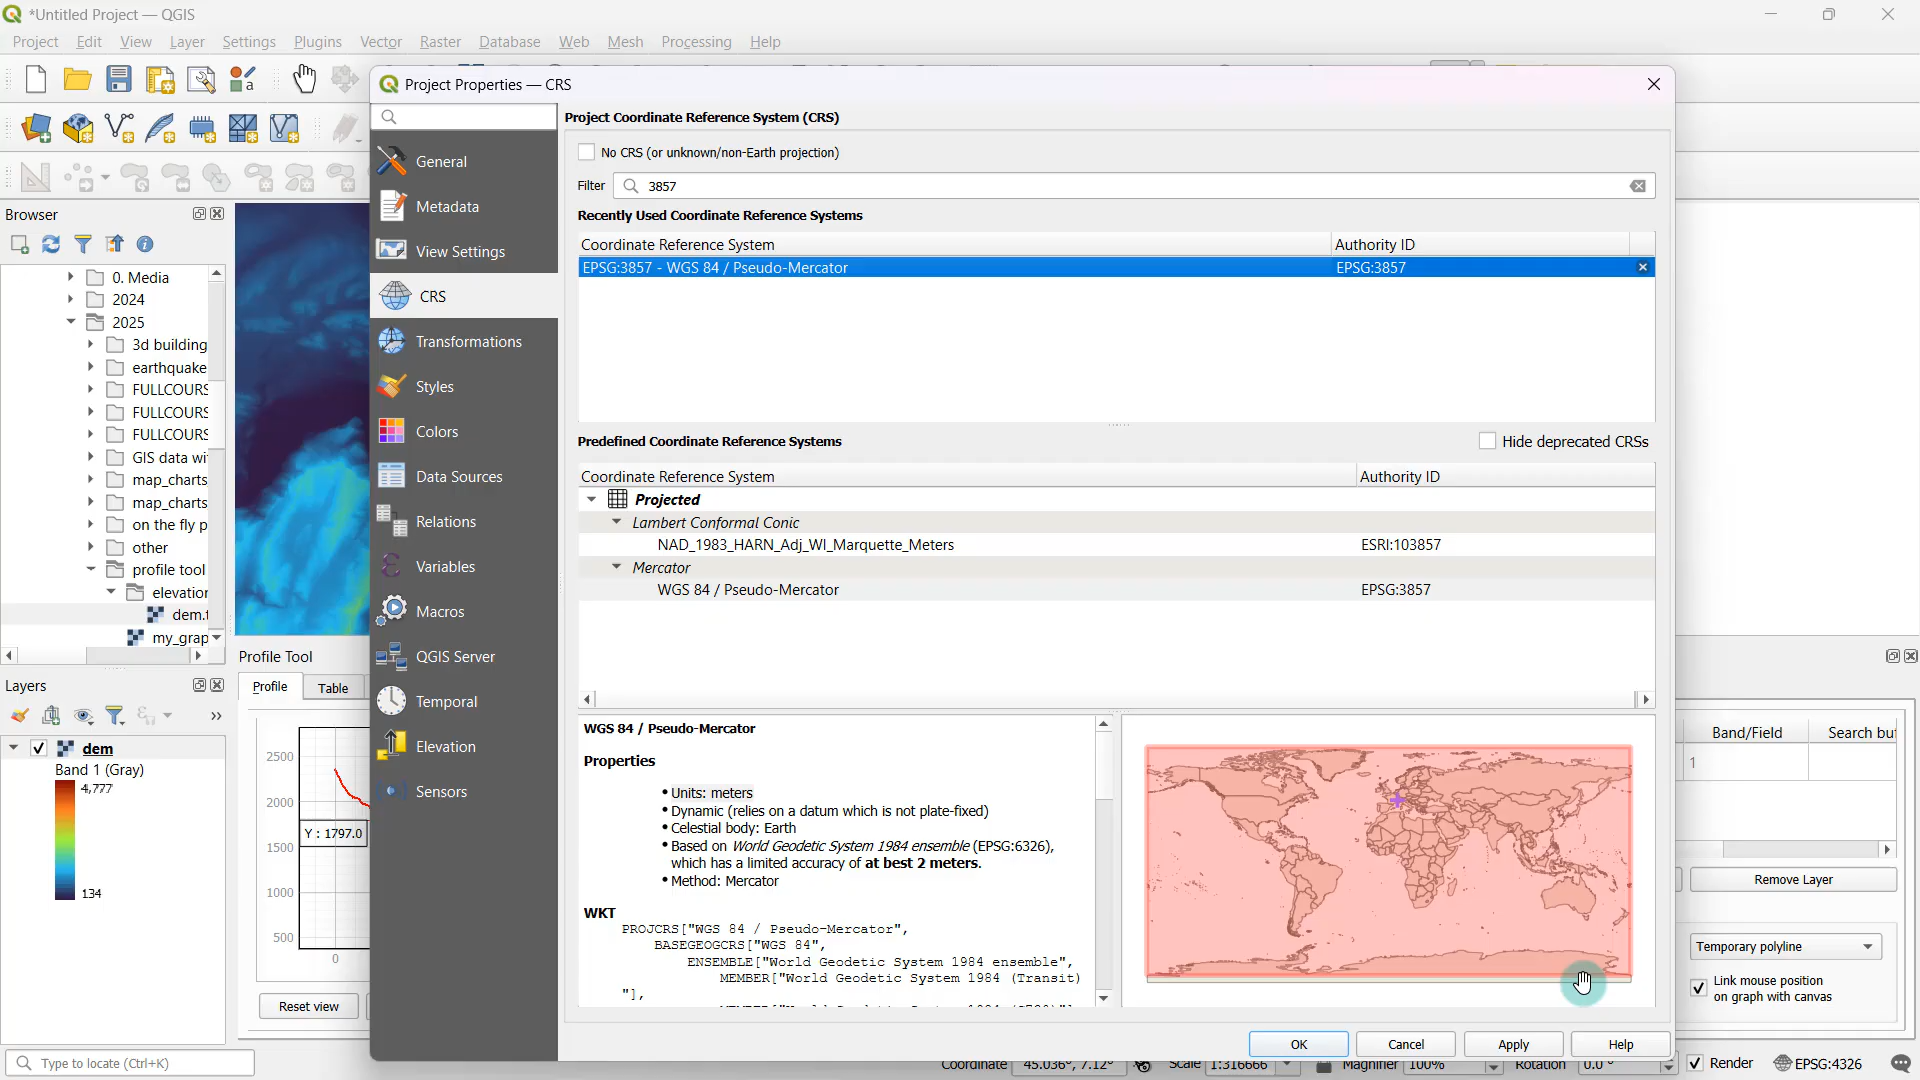 *Untitled Project — QGIS
Project Edit View Layer Settings Plugins Vector Raster Database Web Mesh Processing Help
Project Properties — CRS
Project Coordinate Reference System (CRS)
No CRS (or unknown/non-Earth projection)
Filter 3857
Recently Used Coordinate Reference Systems
Coordinate Reference System Authority ID
EPSG:3857 - WGS 84 / Pseudo-Mercator EPSG:3857
Predefined Coordinate Reference Systems Hide deprecated CRSs
Coordinate Reference System Authority ID
Projected
Lambert Conformal Conic
NAD_1983_HARN_Adj_WI_Marquette_Meters ESRI:103857
Mercator
WGS 84 / Pseudo-Mercator EPSG:3857
WGS 84 / Pseudo-Mercator
Properties
• Units: meters
• Dynamic (relies on a datum which is not plate-fixed)
• Celestial body: Earth
• Based on World Geodetic System 1984 ensemble (EPSG:6326),
which has a limited accuracy of at best 2 meters.
• Method: Mercator
WKT
PROJCRS["WGS 84 / Pseudo-Mercator",
BASEGEOGCRS["WGS 84",
ENSEMBLE["World Geodetic System 1984 ensemble",
MEMBER["World Geodetic System 1984 (Transit)
"],
OK Cancel Apply Help
General
Metadata
View Settings
CRS
Transformations
Styles
Colors
Data Sources
Relations
Variables
Macros
QGIS Server
Temporal
Elevation
Sensors
Browser
0. Media
2024
2025
3d building
earthquake
FULLCOURS
FULLCOURS
FULLCOURS
GIS data wi
map_charts
map_charts
on the fly p
other
profile tool
elevation
dem.t
my_grap
Layers
dem
Band 1 (Gray)
4,777
134
Profile Tool
Profile Table
2500
2000
Y : 1797.0
1500
1000
500
0
Reset view
Band/Field Search buf
1
Remove Layer
Temporary polyline
Link mouse position
on graph with canvas
Type to locate (Ctrl+K)
Coordinate 45.036°, 7.12° Scale 1:316666 Magnifier 100% Rotation 0.0 ° Render EPSG:4326